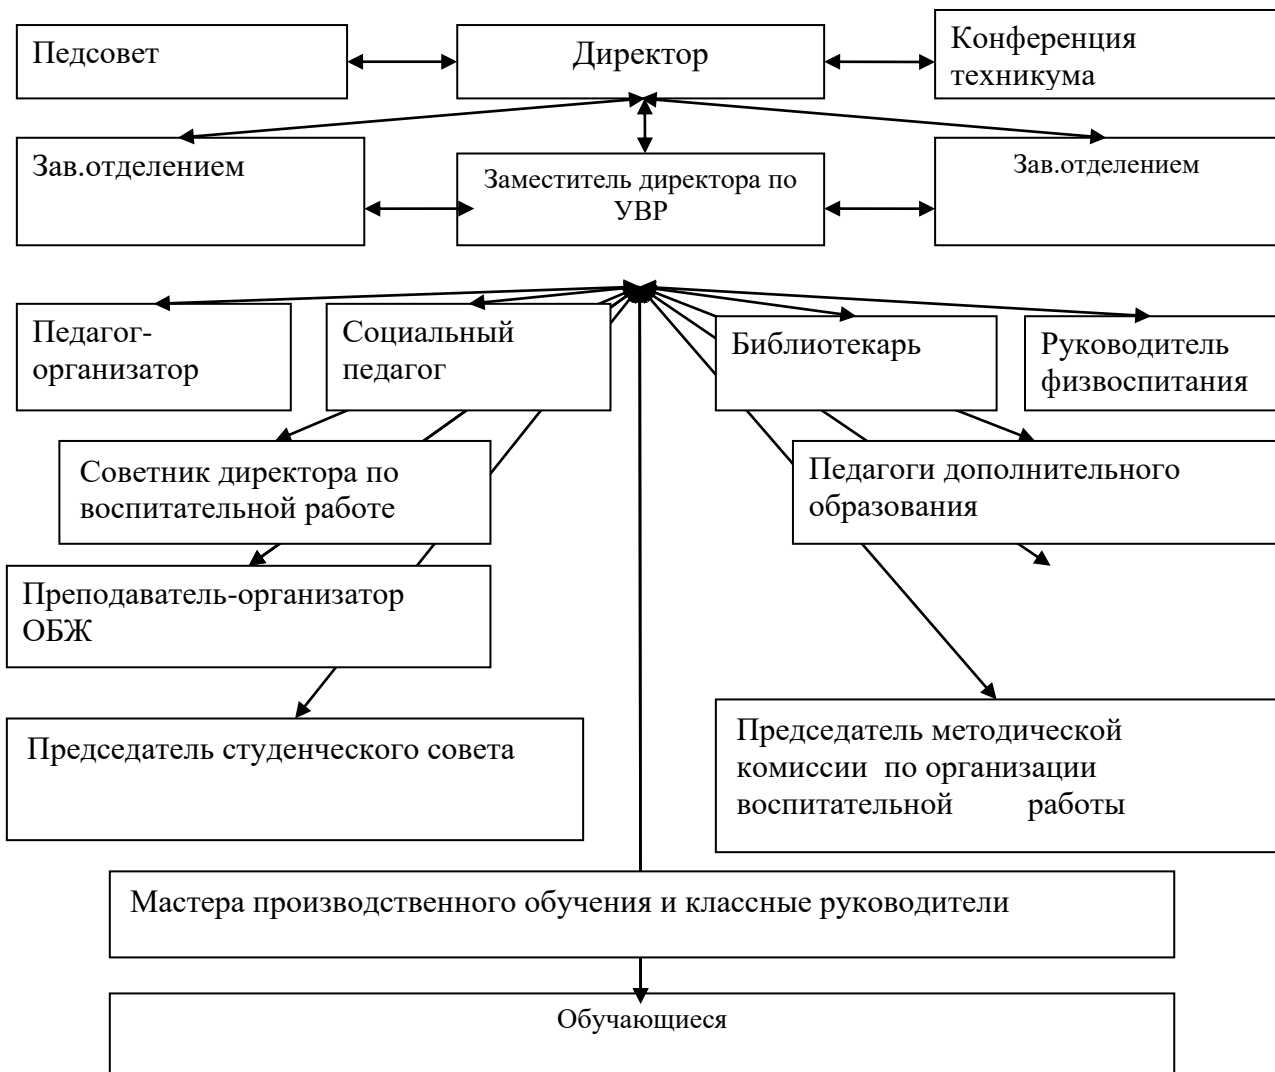 Педсовет
Директор
Конференция
техникума
Зав.отделением
Заместитель директора по
УВР
Зав.отделением
Педагог-
организатор
Социальный
педагог
Библиотекарь
Руководитель
физвоспитания
Советник директора по
воспитательной работе
Педагоги дополнительного
образования
Преподаватель-организатор
ОБЖ
Председатель студенческого совета
Председатель методической
комиссии по организации
воспитательной работы
Мастера производственного обучения и классные руководители
Обучающиеся